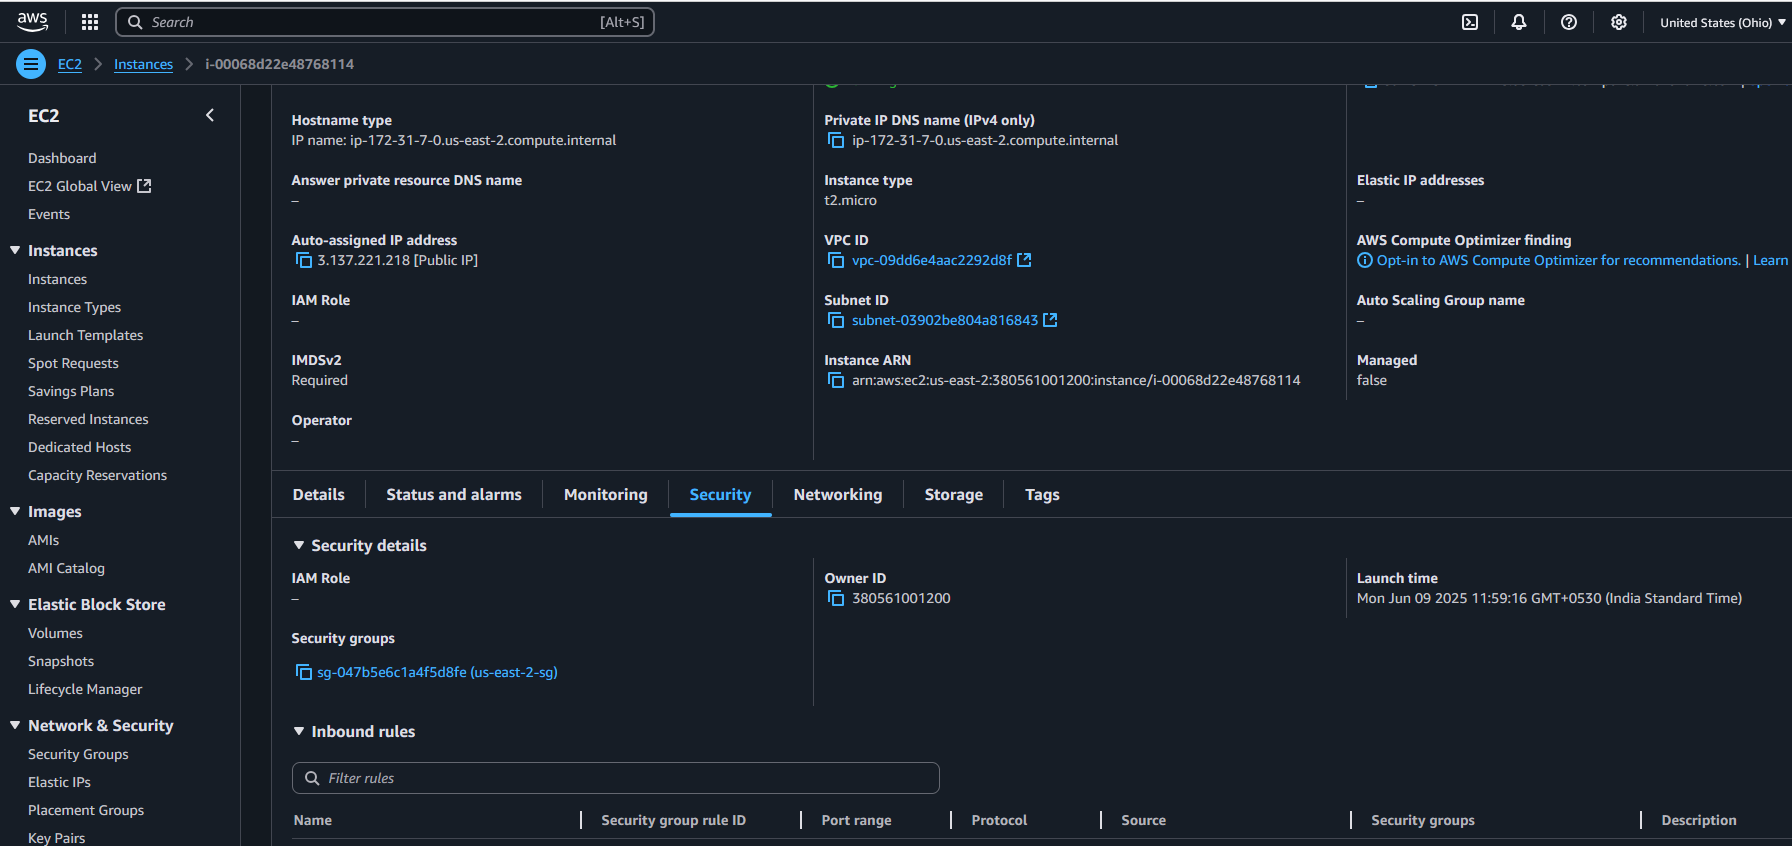 aws
Search [Alt+S]
United States (Ohio)
EC2 Instances i-00068d22e48768114
EC2
Dashboard
EC2 Global View
Events
Instances
Instances
Instance Types
Launch Templates
Spot Requests
Savings Plans
Reserved Instances
Dedicated Hosts
Capacity Reservations
Images
AMIs
AMI Catalog
Elastic Block Store
Volumes
Snapshots
Lifecycle Manager
Network & Security
Security Groups
Elastic IPs
Placement Groups
Key Pairs
Hostname type
IP name: ip-172-31-7-0.us-east-2.compute.internal
Private IP DNS name (IPv4 only)
ip-172-31-7-0.us-east-2.compute.internal
Answer private resource DNS name
–
Instance type
t2.micro
Elastic IP addresses
–
Auto-assigned IP address
3.137.221.218 [Public IP]
VPC ID
vpc-09dd6e4aac2292d8f
AWS Compute Optimizer finding
Opt-in to AWS Compute Optimizer for recommendations. | Learn
IAM Role
–
Subnet ID
subnet-03902be804a816843
Auto Scaling Group name
–
IMDSv2
Required
Instance ARN
arn:aws:ec2:us-east-2:380561001200:instance/i-00068d22e48768114
Managed
false
Operator
–
Details Status and alarms Monitoring Security Networking Storage Tags
Security details
IAM Role
–
Owner ID
380561001200
Launch time
Mon Jun 09 2025 11:59:16 GMT+0530 (India Standard Time)
Security groups
sg-047b5e6c1a4f5d8fe (us-east-2-sg)
Inbound rules
Filter rules
Name Security group rule ID Port range Protocol Source Security groups Description